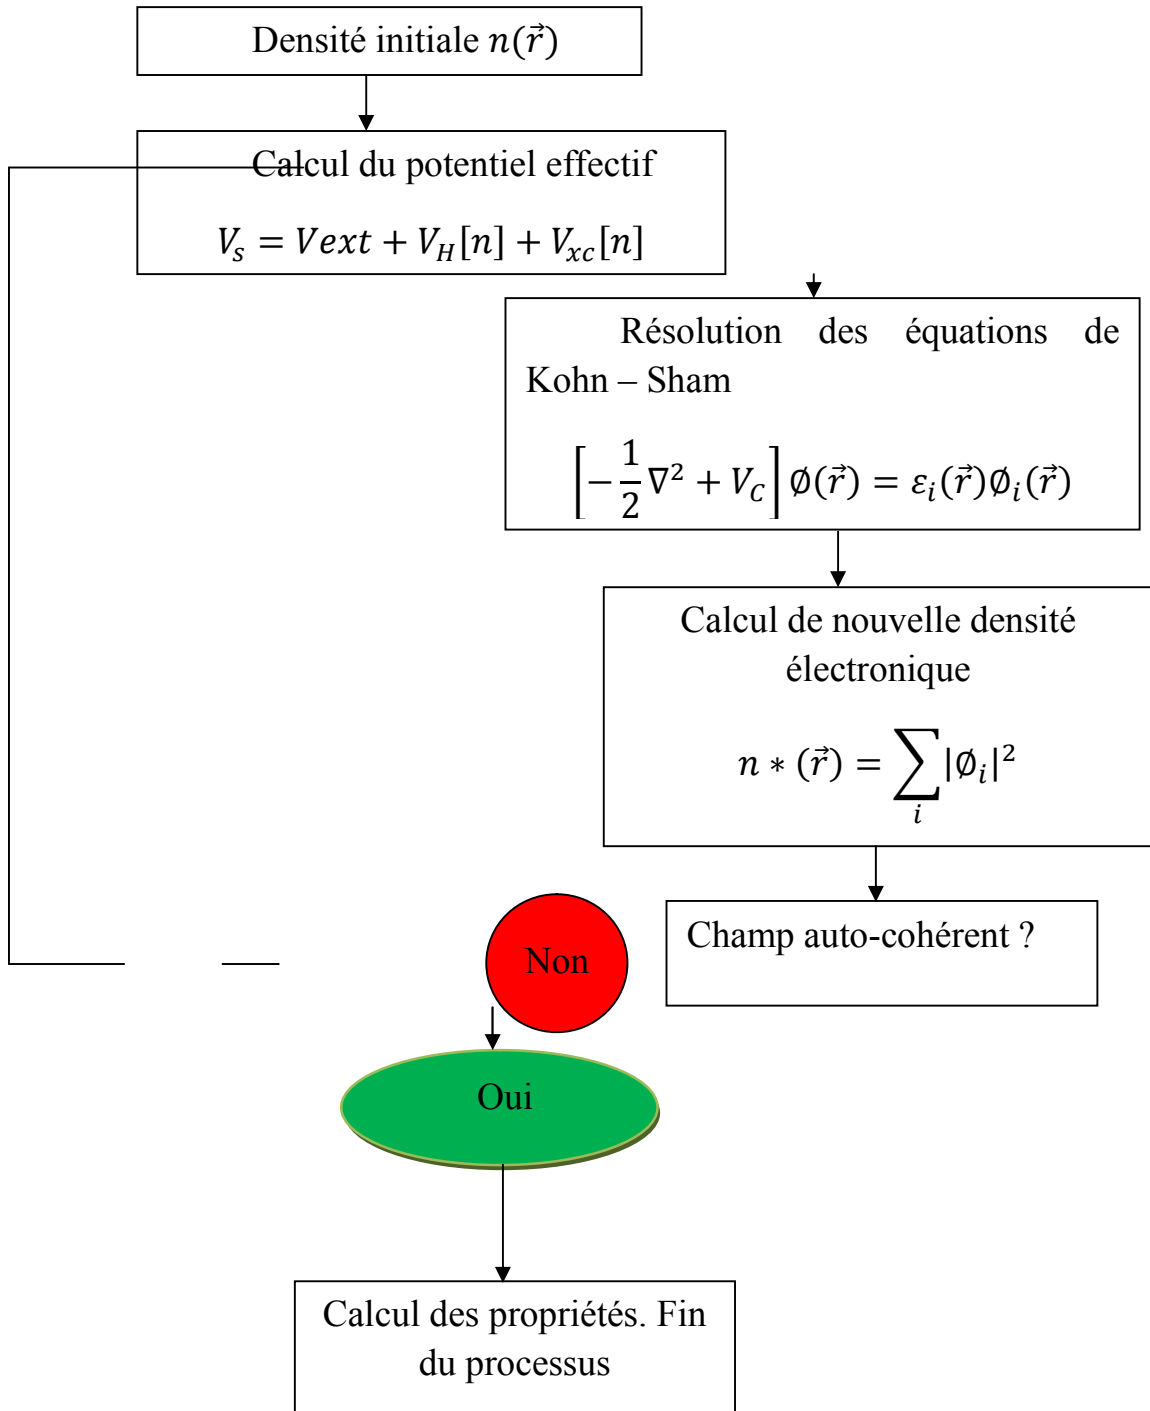 Densité initiale n(r⃗)
Calcul du potentiel effectif
V_s = Vext + V_H[n] + V_xc[n]
Résolution des équations de
Kohn – Sham
[−1/2 ∇² + V_C] ∅(r⃗) = ε_i(r⃗)∅_i(r⃗)
Calcul de nouvelle densité
électronique
n ∗ (r⃗) = ∑_i |∅_i|²
Champ auto-cohérent ?
Non
Oui
Calcul des propriétés. Fin
du processus